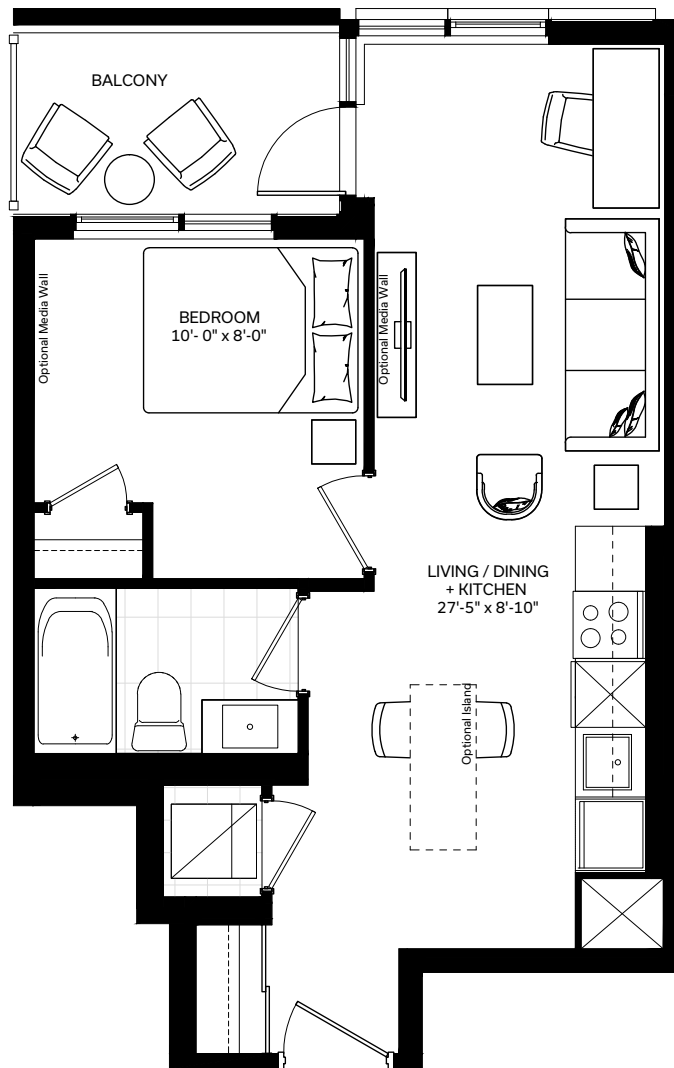 BALCONY
Optional Media Wall
BEDROOM
10'- 0" x 8'-0"
Optional Media Wall
LIVING / DINING
+ KITCHEN
27'-5" x 8'-10"
Optional Island